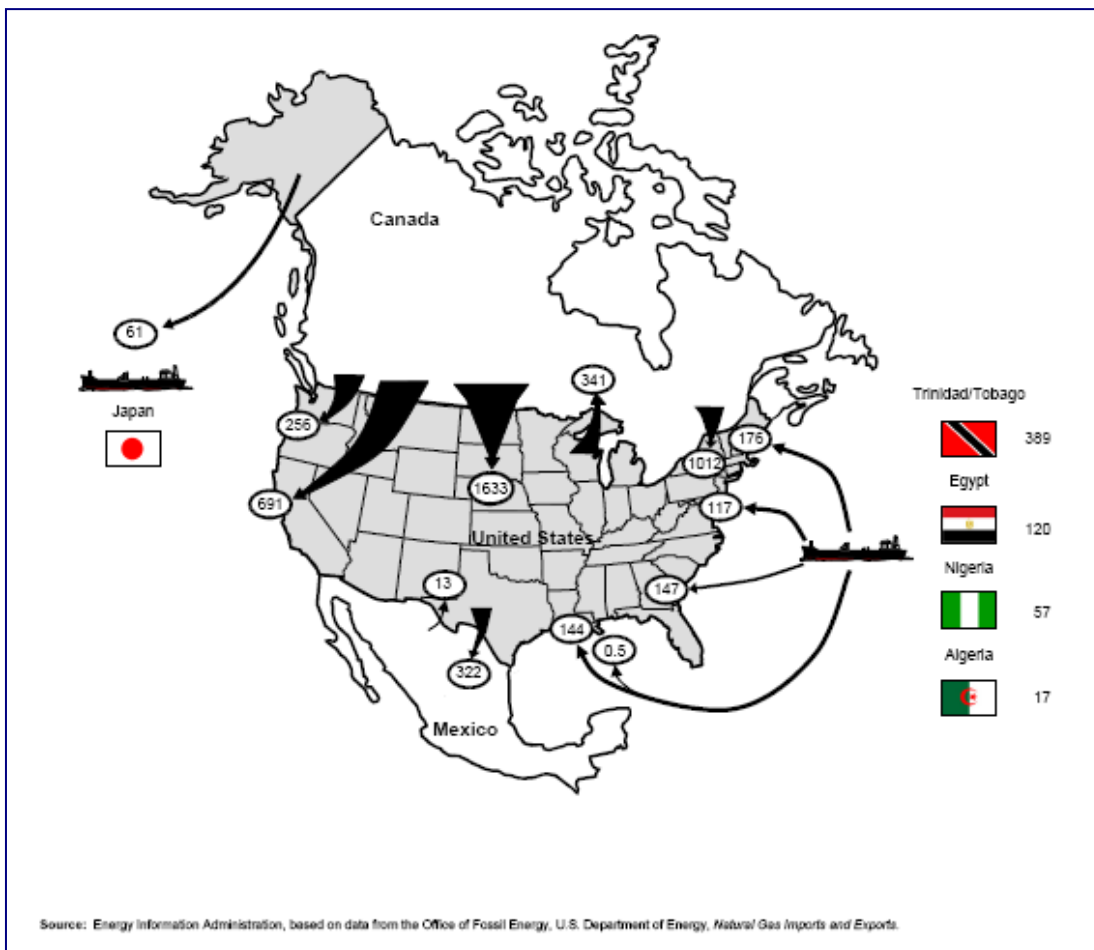 Canada
61
Japan
341
256
176
1012
1633
691
117
United States
13
147
144
0.5
322
Mexico
Trinidad/Tobago
389
Egypt
120
Nigeria
57
Algeria
17
Source: Energy Information Administration, based on data from the Office of Fossil Energy, U.S. Department of Energy, Natural Gas Imports and Exports.